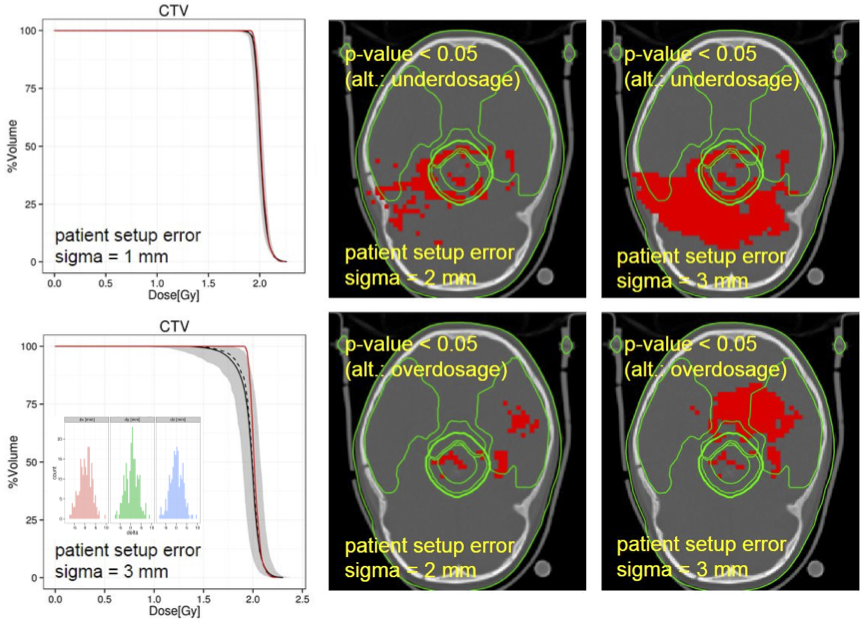 CTV
%Volume
100
75
50
25
0
patient setup error
sigma = 1 mm
0.0 0.5 1.0 1.5 2.0
Dose[Gy]
p-value < 0.05
(alt.: underdosage)
patient setup error
sigma = 2 mm
p-value < 0.05
(alt.: underdosage)
patient setup error
sigma = 3 mm
CTV
%Volume
100
75
50
25
0
count
delta
patient setup error
sigma = 3 mm
0.0 0.5 1.0 1.5 2.0 2.5
Dose[Gy]
p-value < 0.05
(alt.: overdosage)
patient setup error
sigma = 2 mm
p-value < 0.05
(alt.: overdosage)
patient setup error
sigma = 3 mm